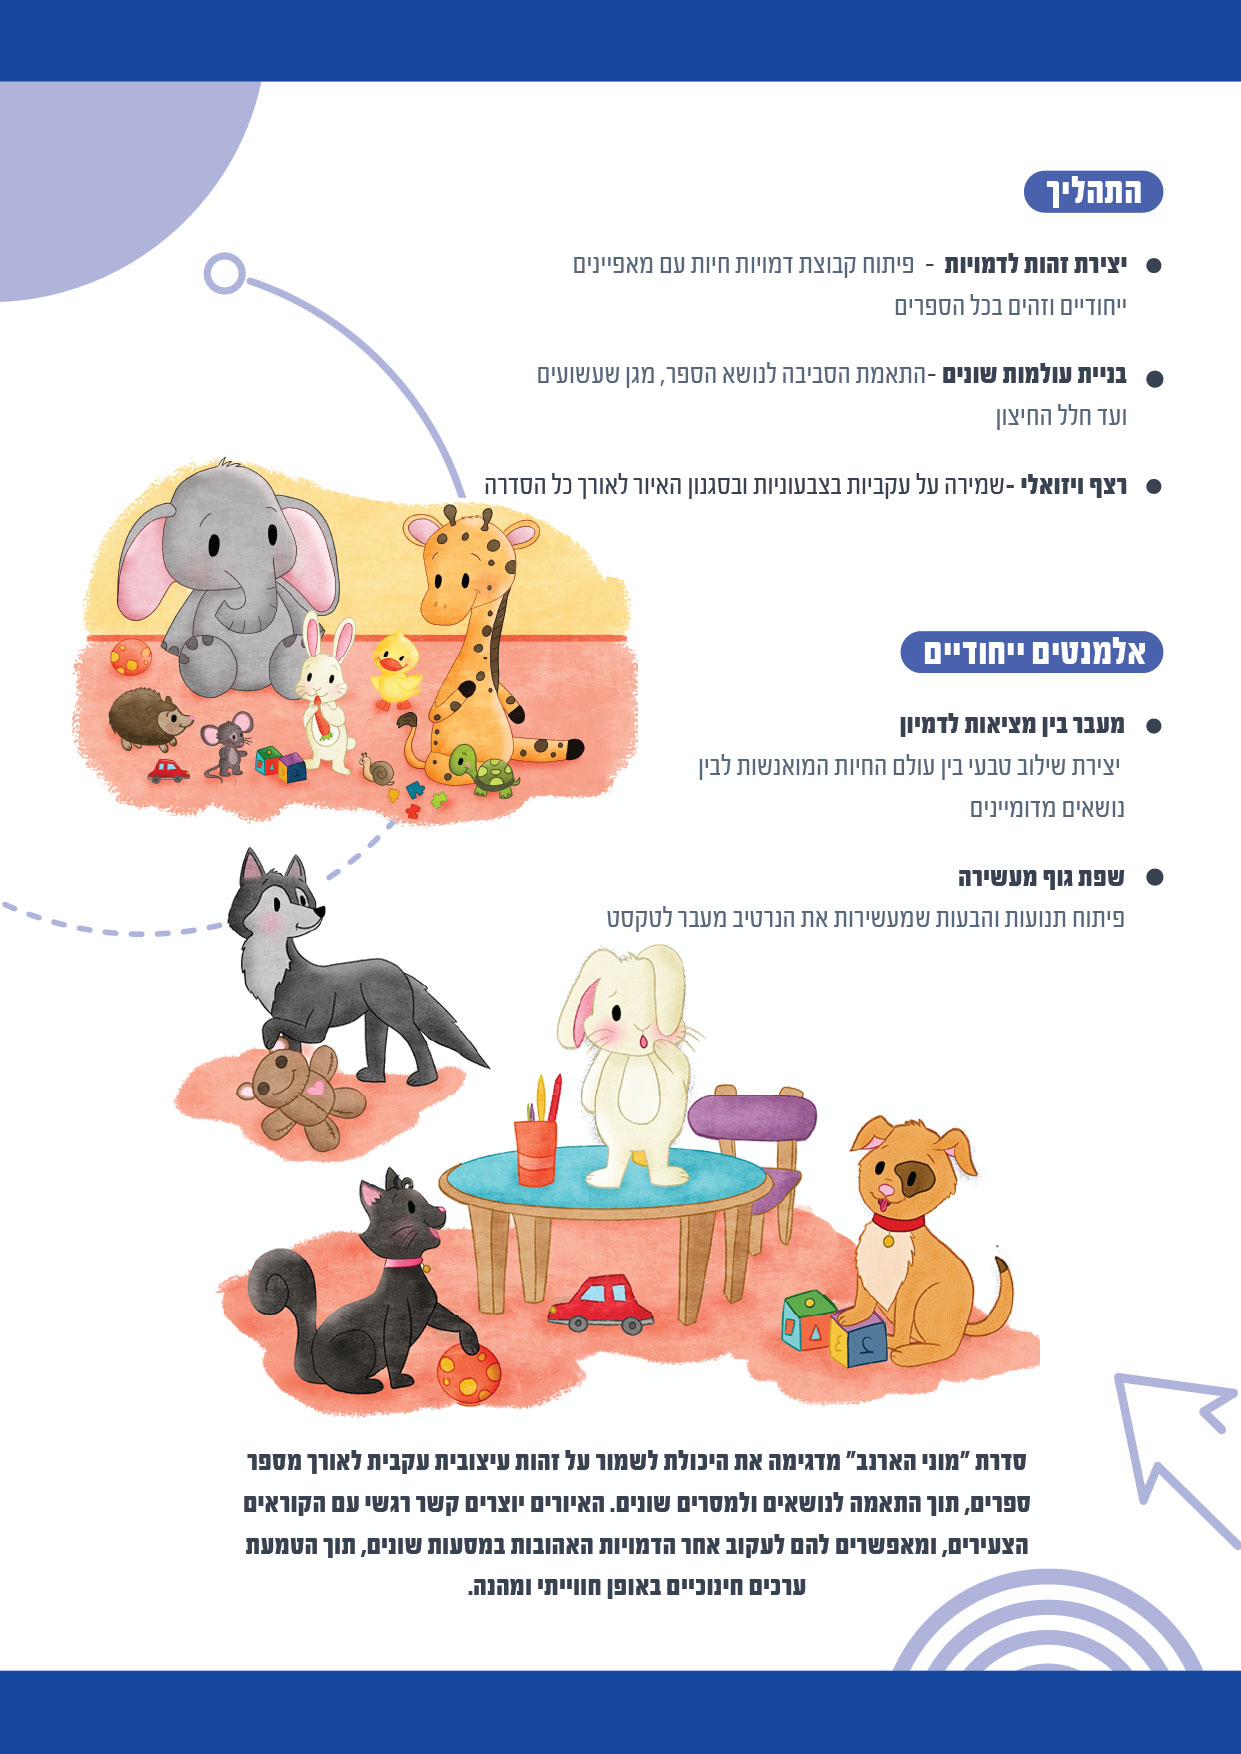 התהליך
יצירת זהות לדמויות - פיתוח קבוצת דמויות חיות עם מאפיינים
ייחודיים וזהים בכל הספרים
בניית עולמות שונים -התאמת הסביבה לנושא הספר, מגן שעשועים
ועד חלל החיצון
רצף ויזואלי -שמירה על עקביות בצבעוניות ובסגנון האיור לאורך כל הסדרה
אלמנטים ייחודיים
מעבר בין מציאות לדמיון
יצירת שילוב טבעי בין עולם החיות המואנשות לבין
נושאים מדומיינים
שפת גוף מעשירה
פיתוח תנועות והבעות שמעשירות את הנרטיב מעבר לטקסט
סדרת "מוני הארנב" מדגימה את היכולת לשמור על זהות עיצובית עקבית לאורך מספר
ספרים, תוך התאמה לנושאים ולמסרים שונים. האיורים יוצרים קשר רגשי עם הקוראים
הצעירים, ומאפשרים להם לעקוב אחר הדמויות האהובות במסעות שונים, תוך הטמעת
ערכים חינוכיים באופן חווייתי ומהנה.